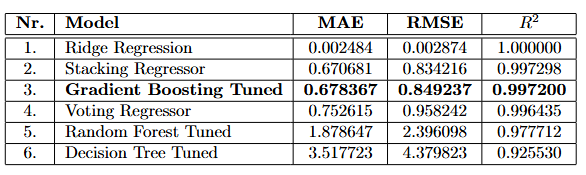 Nr. Model MAE RMSE R²
1. Ridge Regression 0.002484 0.002874 1.000000
2. Stacking Regressor 0.670681 0.834216 0.997298
3. Gradient Boosting Tuned 0.678367 0.849237 0.997200
4. Voting Regressor 0.752615 0.958242 0.996435
5. Random Forest Tuned 1.878647 2.396098 0.977712
6. Decision Tree Tuned 3.517723 4.379823 0.925530